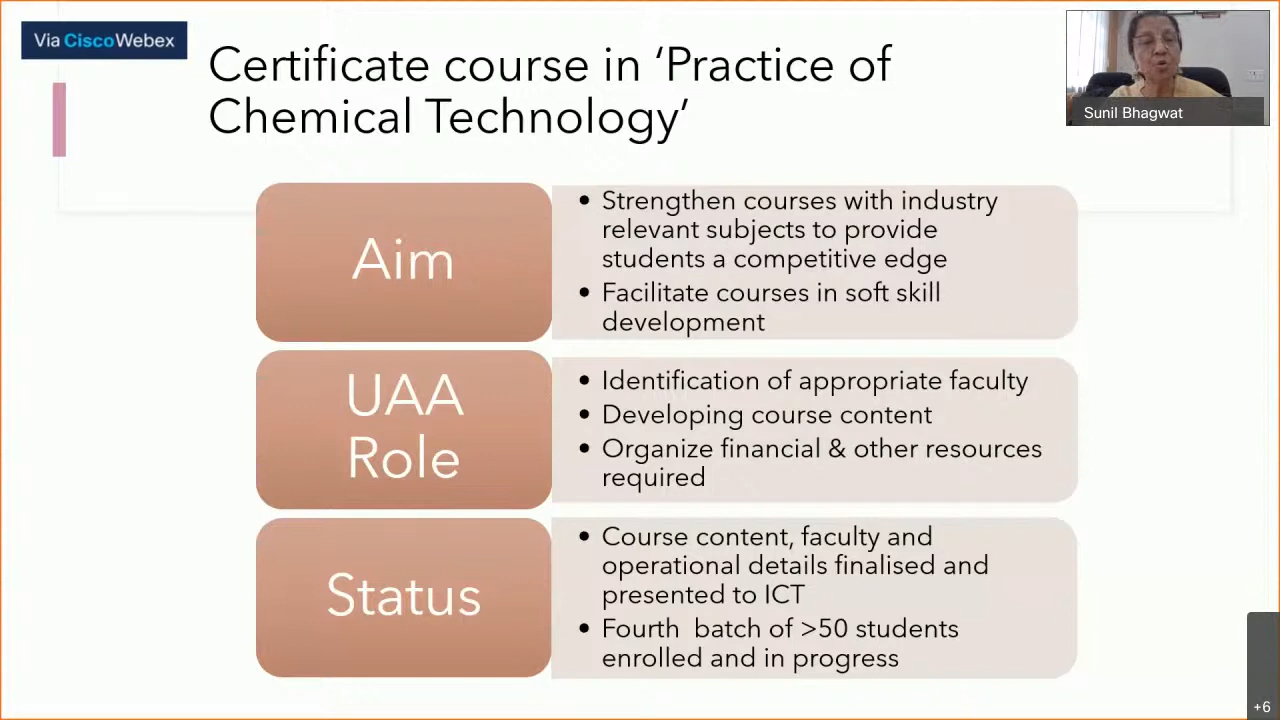 Via CiscoWebex
Certificate course in ‘Practice of
Chemical Technology’
Sunil Bhagwat
Aim
• Strengthen courses with industry
relevant subjects to provide
students a competitive edge
• Facilitate courses in soft skill
development
UAA
Role
• Identification of appropriate faculty
• Developing course content
• Organize financial & other resources
required
Status
• Course content, faculty and
operational details finalised and
presented to ICT
• Fourth  batch of >50 students
enrolled and in progress
+6